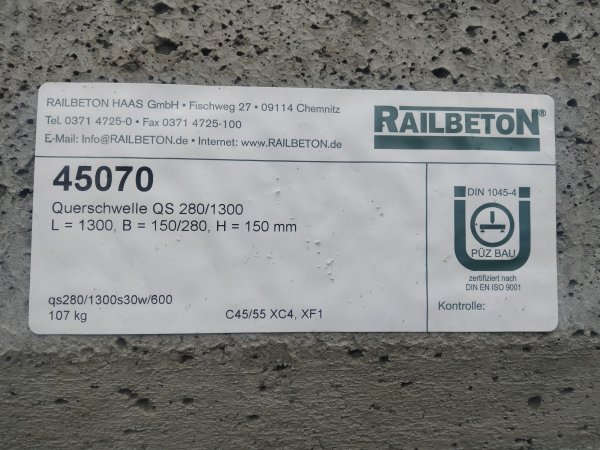 RAILBETON HAAS GmbH • Fischweg 27 • 09114 Chemnitz
Tel. 0371 4725-0 • Fax 0371 4725-100
E-Mail: Info@RAILBETON.de • Internet: www.RAILBETON.de
RAILBETON®
45070
Querschwelle QS 280/1300
L = 1300, B = 150/280, H = 150 mm
qs280/1300s30w/600
107 kg
C45/55 XC4, XF1
DIN 1045-4
PÜZ BAU
zertifiziert nach
DIN EN ISO 9001
Kontrolle: